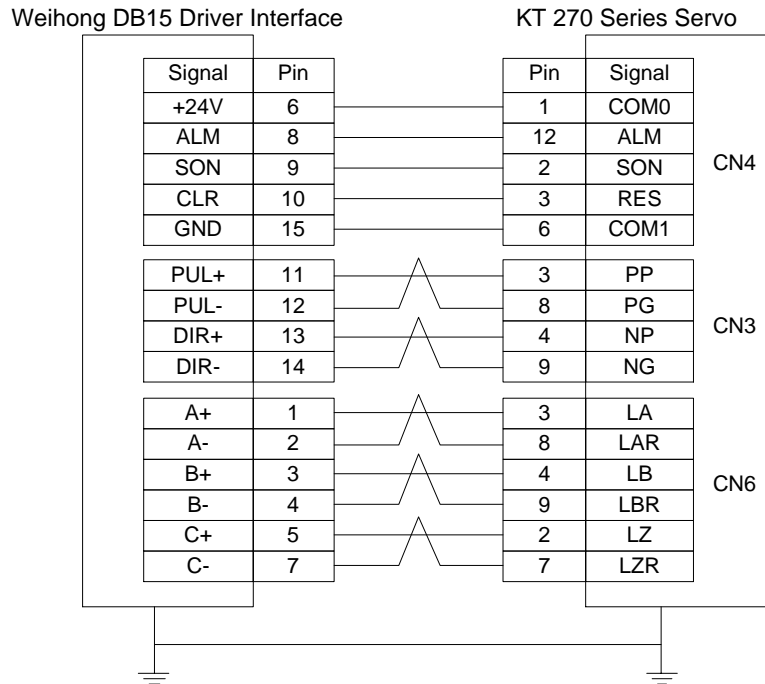 Weihong DB15 Driver Interface KT 270 Series Servo
Signal Pin Pin Signal
+24V 6 1 COM0
ALM 8 12 ALM
SON 9 2 SON
CN4
CLR 10 3 RES
GND 15 6 COM1
PUL+ 11 3 PP
PUL- 12 8 PG
CN3
DIR+ 13 4 NP
DIR- 14 9 NG
A+ 1 3 LA
A- 2 8 LAR
B+ 3 4 LB
CN6
B- 4 9 LBR
C+ 5 2 LZ
C- 7 7 LZR